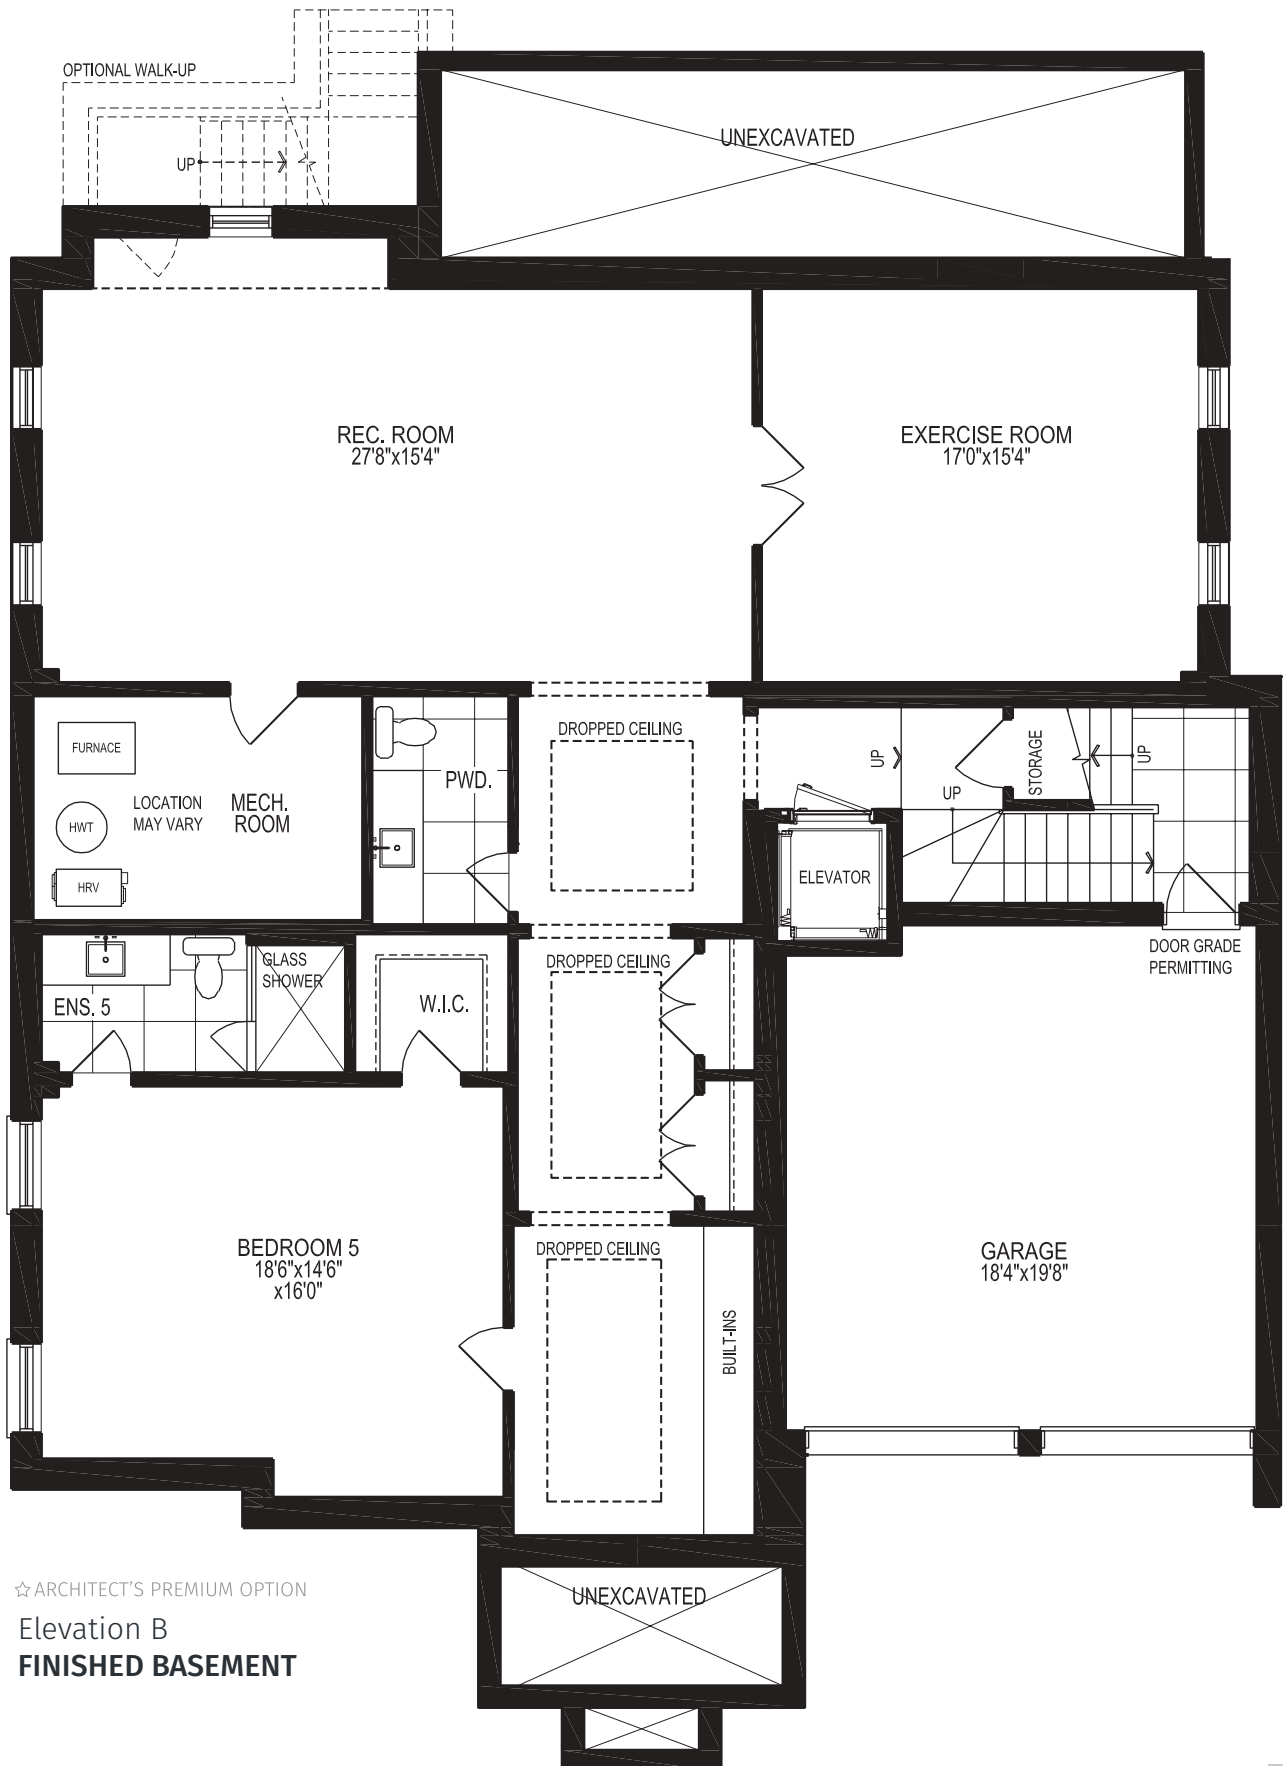 OPTIONAL WALK-UP
UP
UNEXCAVATED
REC. ROOM
27'8"x15'4"
EXERCISE ROOM
17'0"x15'4"
FURNACE
HWT
HRV
LOCATION
MAY VARY
MECH.
ROOM
PWD.
DROPPED CEILING
UP
STORAGE
UP
UP
ELEVATOR
DOOR GRADE
PERMITTING
ENS. 5
GLASS
SHOWER
W.I.C.
DROPPED CEILING
BEDROOM 5
18'6"x14'6"
x16'0"
DROPPED CEILING
BUILT-INS
GARAGE
18'4"x19'8"
UNEXCAVATED
☆ ARCHITECT'S PREMIUM OPTION
Elevation B
FINISHED BASEMENT